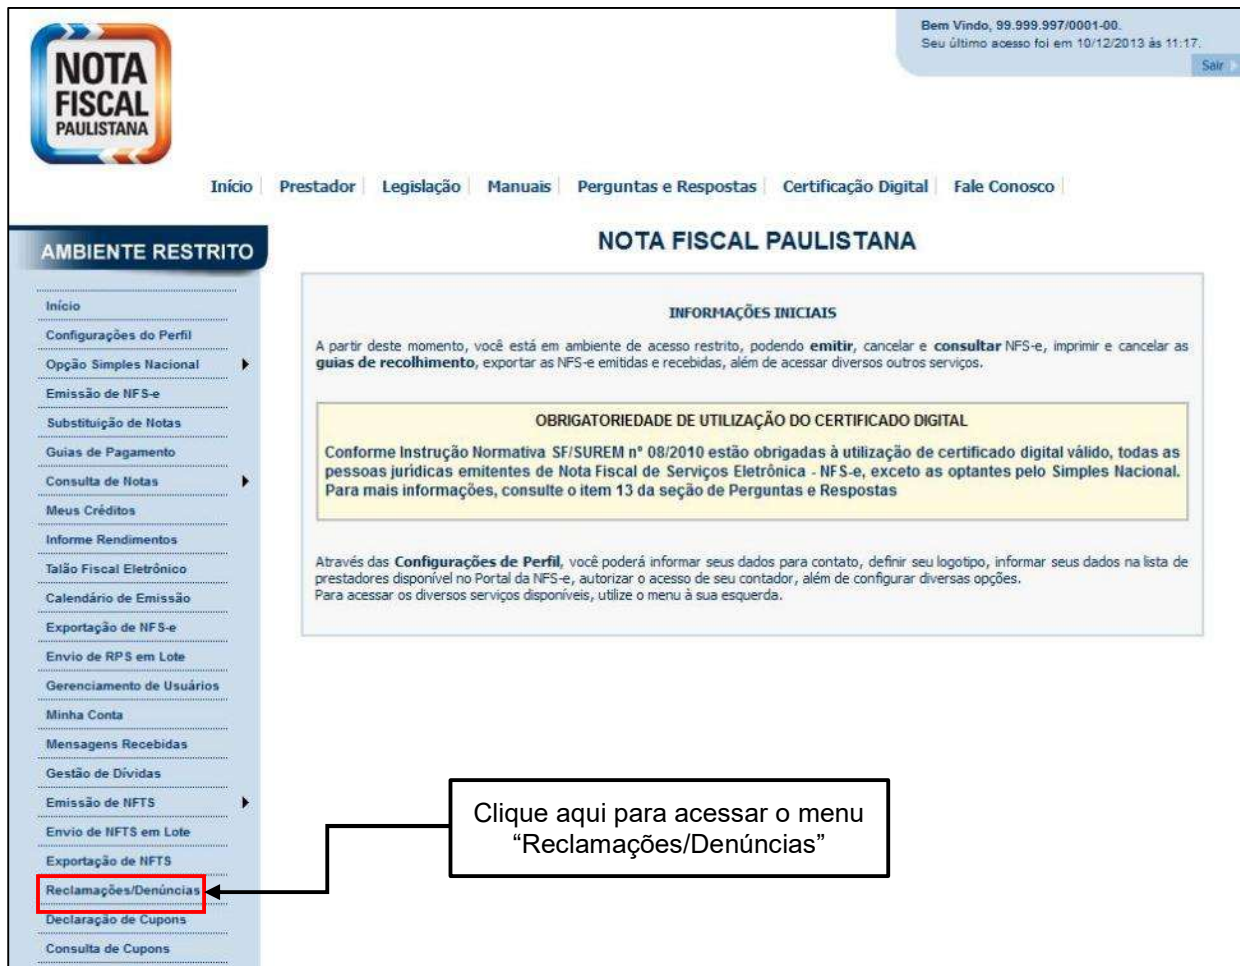 Bem Vindo, 99.999.997/0001-00.
Seu último acesso foi em 10/12/2013 às 11:17.
Sair
NOTA
FISCAL
PAULISTANA
Início Prestador Legislação Manuais Perguntas e Respostas Certificação Digital Fale Conosco
AMBIENTE RESTRITO
Início
Configurações do Perfil
Opção Simples Nacional
Emissão de NFS-e
Substituição de Notas
Guias de Pagamento
Consulta de Notas
Meus Créditos
Informe Rendimentos
Talão Fiscal Eletrônico
Calendário de Emissão
Exportação de NFS-e
Envio de RPS em Lote
Gerenciamento de Usuários
Minha Conta
Mensagens Recebidas
Gestão de Dívidas
Emissão de NFTS
Envio de NFTS em Lote
Exportação de NFTS
Reclamações/Denúncias
Declaração de Cupons
Consulta de Cupons
NOTA FISCAL PAULISTANA
INFORMAÇÕES INICIAIS
A partir deste momento, você está em ambiente de acesso restrito, podendo emitir, cancelar e consultar NFS-e, imprimir e cancelar as
guias de recolhimento, exportar as NFS-e emitidas e recebidas, além de acessar diversos outros serviços.
OBRIGATORIEDADE DE UTILIZAÇÃO DO CERTIFICADO DIGITAL
Conforme Instrução Normativa SF/SUREM nº 08/2010 estão obrigadas à utilização de certificado digital válido, todas as
pessoas jurídicas emitentes de Nota Fiscal de Serviços Eletrônica - NFS-e, exceto as optantes pelo Simples Nacional.
Para mais informações, consulte o item 13 da seção de Perguntas e Respostas
Através das Configurações de Perfil, você poderá informar seus dados para contato, definir seu logotipo, informar seus dados na lista de
prestadores disponível no Portal da NFS-e, autorizar o acesso de seu contador, além de configurar diversas opções.
Para acessar os diversos serviços disponíveis, utilize o menu à sua esquerda.
Clique aqui para acessar o menu
“Reclamações/Denúncias”